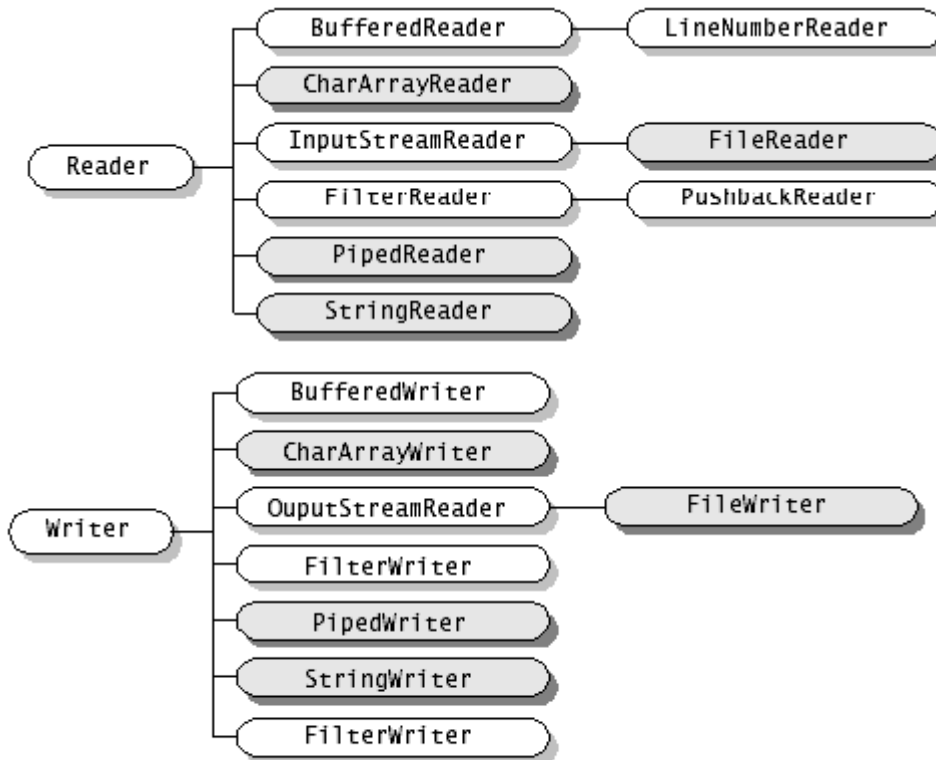 BufferedReader
LineNumberReader
CharArrayReader
InputStreamReader
FileReader
Reader
FilterReader
PushbackReader
PipedReader
StringReader
BufferedWriter
CharArrayWriter
OuputStreamReader
FileWriter
Writer
FilterWriter
PipedWriter
StringWriter
FilterWriter